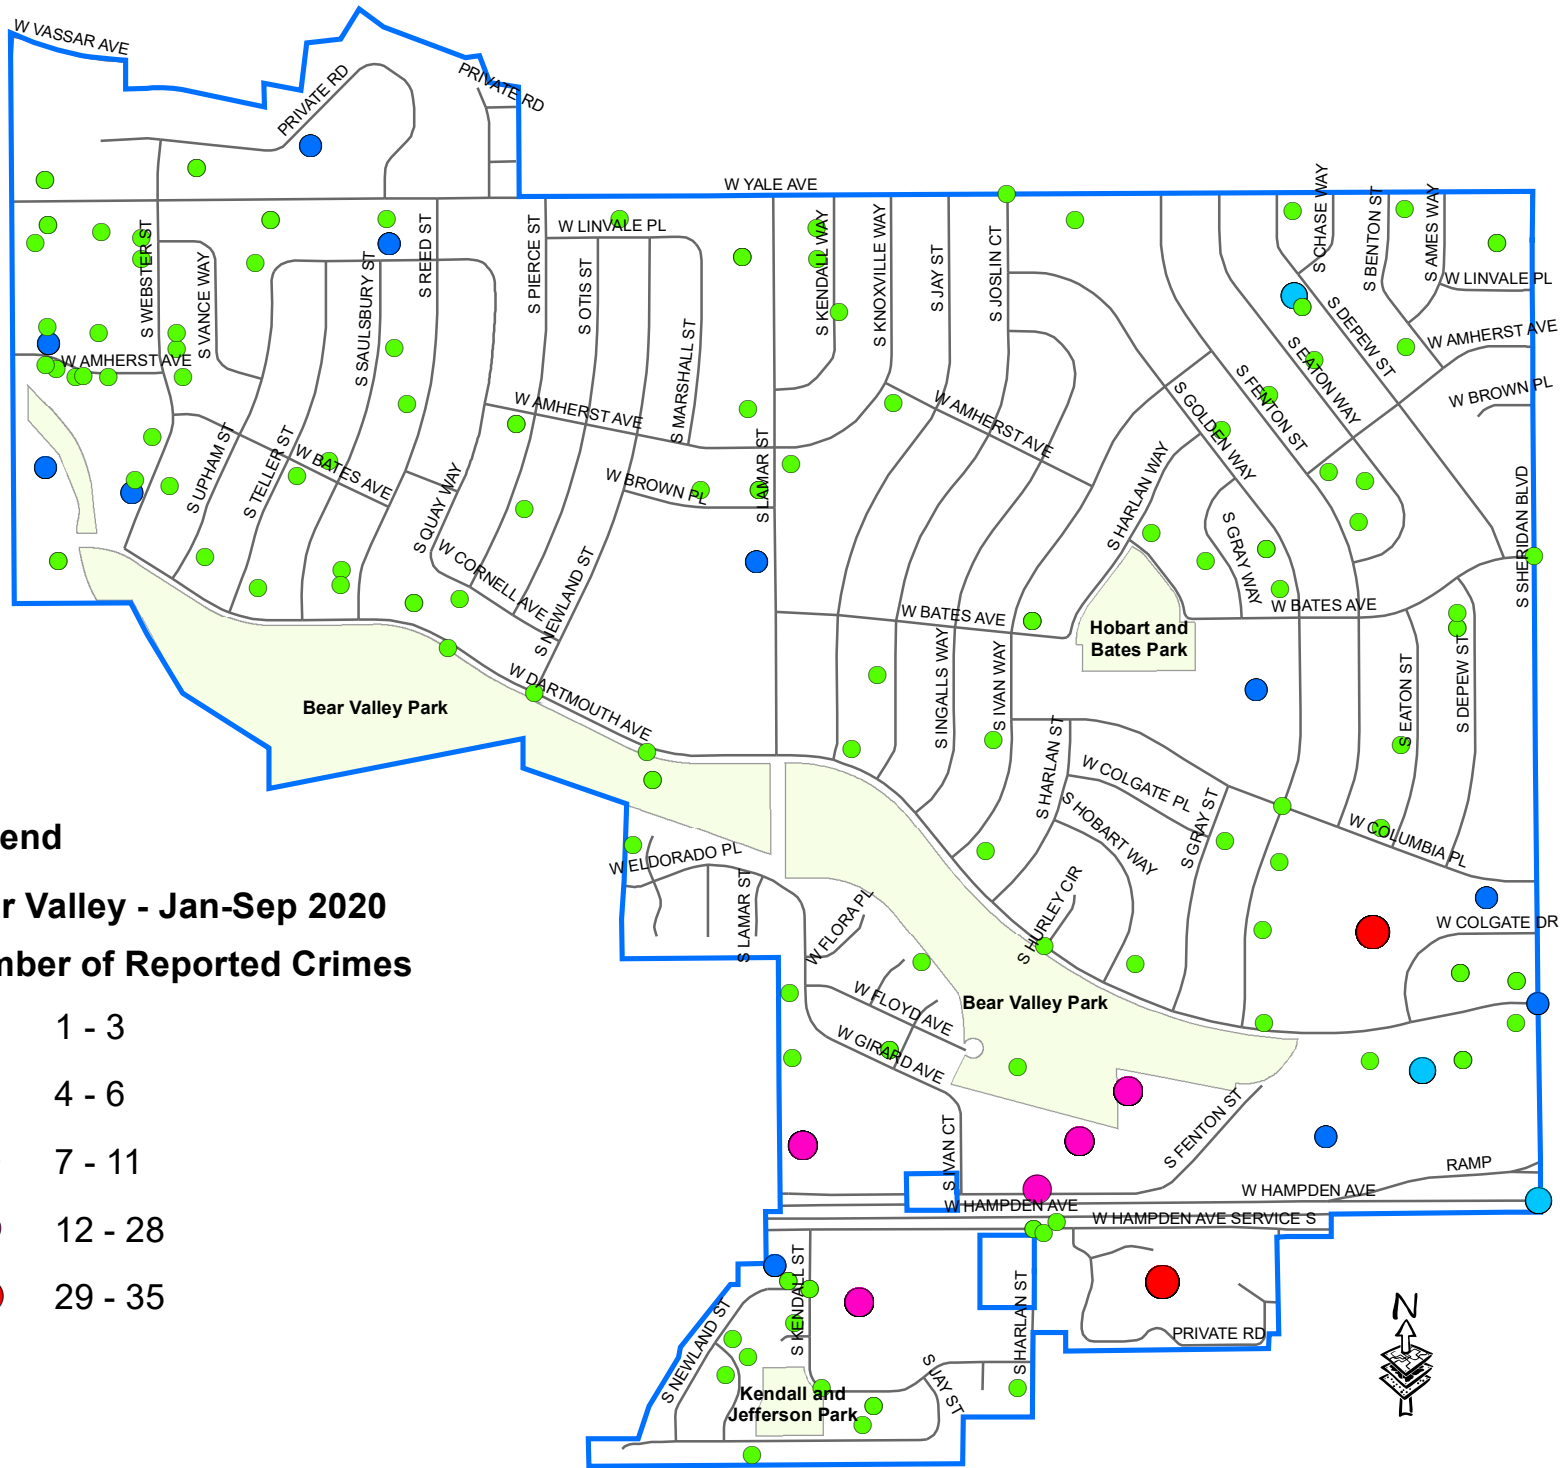 W VASSAR AVE
PRIVATE RD
PRIVATE RD
W YALE AVE
S CHASE WAY
S BENTON ST
S AMES WAY
S WEBSTER ST
S VANCE WAY
S SAULSBURY ST
S REED ST
S PIERCE ST
W LINVALE PL
S OTIS ST
S MARSHALL ST
S KENDALL WAY
S KNOXVILLE WAY
S JAY ST
S JOSLIN CT
W LINVALE PL
S DEPEW ST
S EATON WAY
W AMHERST AVE
W AMHERST AVE
W AMHERST AVE
W AMHERST AVE
S FENTON ST
S GOLDEN WAY
W BROWN PL
S UPHAM ST
S TELLER ST
W BATES AVE
S QUAY WAY
W BROWN PL
S LAMAR ST
S HARLAN WAY
S GRAY WAY
S SHERIDAN BLVD
W CORNELL AVE
S NEWLAND ST
W BATES AVE
W BATES AVE
Hobart and
Bates Park
S INGALLS WAY
S IVAN WAY
S EATON ST
S DEPEW ST
W DARTMOUTH AVE
Bear Valley Park
S HARLAN ST
W COLGATE PL
S HOBART WAY
S GRAY ST
W COLUMBIA PL
W ELDORADO PL
S LAMAR ST
W FLORA PL
S HURLEY CIR
W COLGATE DR
W FLOYD AVE
Bear Valley Park
W GIRARD AVE
S IVAN CT
S FENTON ST
RAMP
W HAMPDEN AVE
W HAMPDEN AVE
W HAMPDEN AVE SERVICE S
S KENDALL ST
S NEWLAND ST
S HARLAN ST
PRIVATE RD
S JAY ST
Kendall and
Jefferson Park
end
r Valley - Jan-Sep 2020
mber of Reported Crimes
1 - 3
4 - 6
7 - 11
12 - 28
29 - 35
N